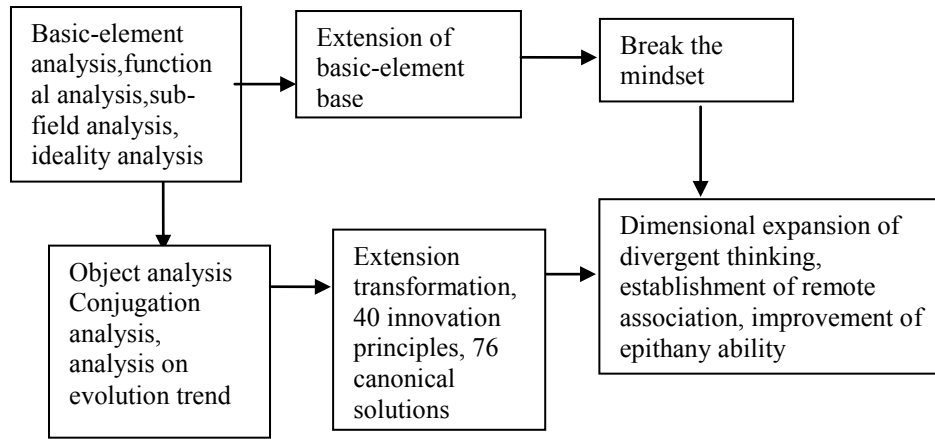 Basic-element
analysis,function
al analysis,sub-
field analysis,
ideality analysis
Extension of
basic-element
base
Break the
mindset
Object analysis
Conjugation
analysis,
analysis on
evolution trend
Extension
transformation,
40 innovation
principles, 76
canonical
solutions
Dimensional expansion of
divergent thinking,
establishment of remote
association, improvement of
epithany ability